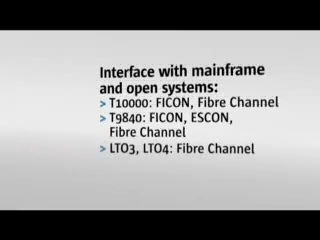 Interface with mainframe
and open systems:
> T10000: FICON, Fibre Channel
> T9840: FICON, ESCON,
Fibre Channel
> LTO3, LTO4: Fibre Channel